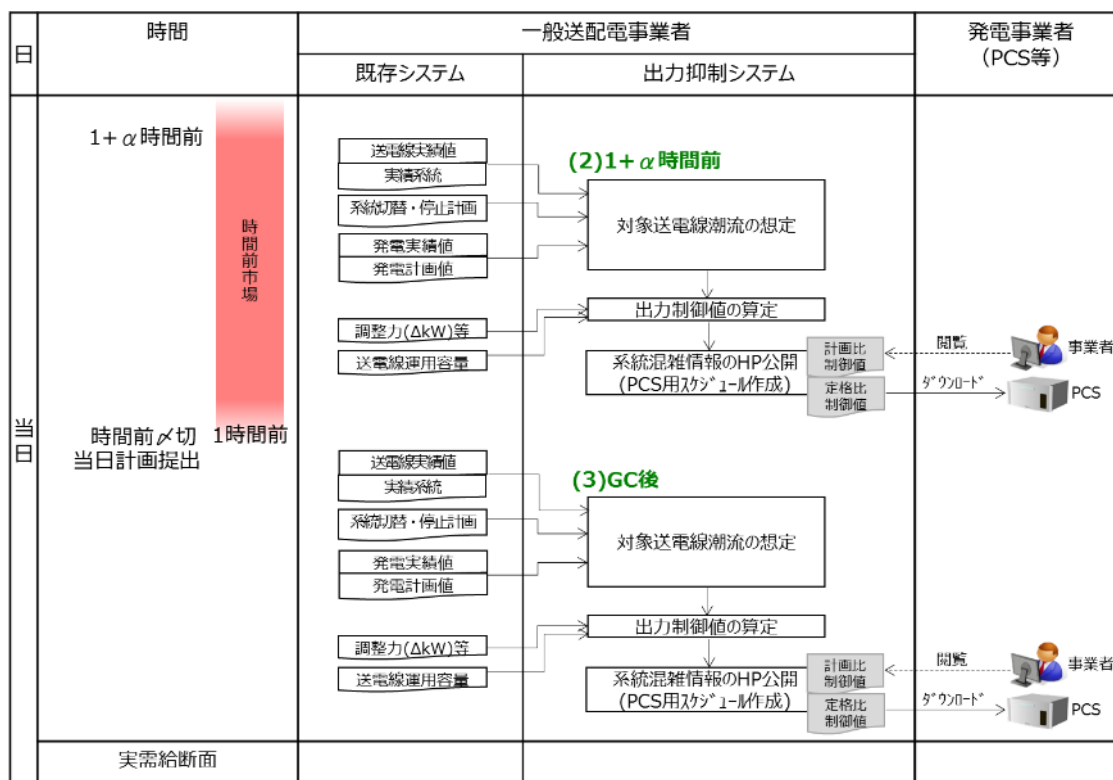 日
時間
一般送配電事業者
発電事業者
(PCS等)
既存システム
出力抑制システム
当日
1+α時間前
時間前市場
送電線実績値
実績系統
系統切替・停止計画
発電実績値
発電計画値
(2)1+α時間前
対象送電線潮流の想定
調整力(ΔkW)等
送電線運用容量
出力制御値の算定
系統混雑情報のHP公開
(PCS用スケジュール作成)
計画比
制御値
定格比
制御値
閲覧
事業者
ダウンロード
PCS
時間前〆切
当日計画提出
1時間前
送電線実績値
実績系統
系統切替・停止計画
発電実績値
発電計画値
(3)GC後
対象送電線潮流の想定
調整力(ΔkW)等
送電線運用容量
出力制御値の算定
系統混雑情報のHP公開
(PCS用スケジュール作成)
計画比
制御値
定格比
制御値
閲覧
事業者
ダウンロード
PCS
実需給断面